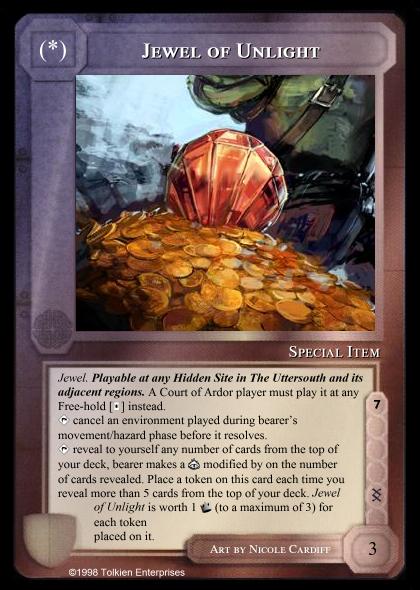 (*)
JEWEL OF UNLIGHT
SPECIAL ITEM
Jewel. Playable at any Hidden Site in The Uttersouth and its
adjacent regions. A Court of Ardor player must play it at any
Free-hold [•] instead.
cancel an environment played during bearer's
movement/hazard phase before it resolves.
reveal to yourself any number of cards from the top of
your deck, bearer makes a modified by on the number
of cards revealed. Place a token on this card each time you
reveal more than 5 cards from the top of your deck. Jewel
of Unlight is worth 1 (to a maximum of 3) for
each token
placed on it.
7
ART BY NICOLE CARDIFF
3
©1998 Tolkien Enterprises